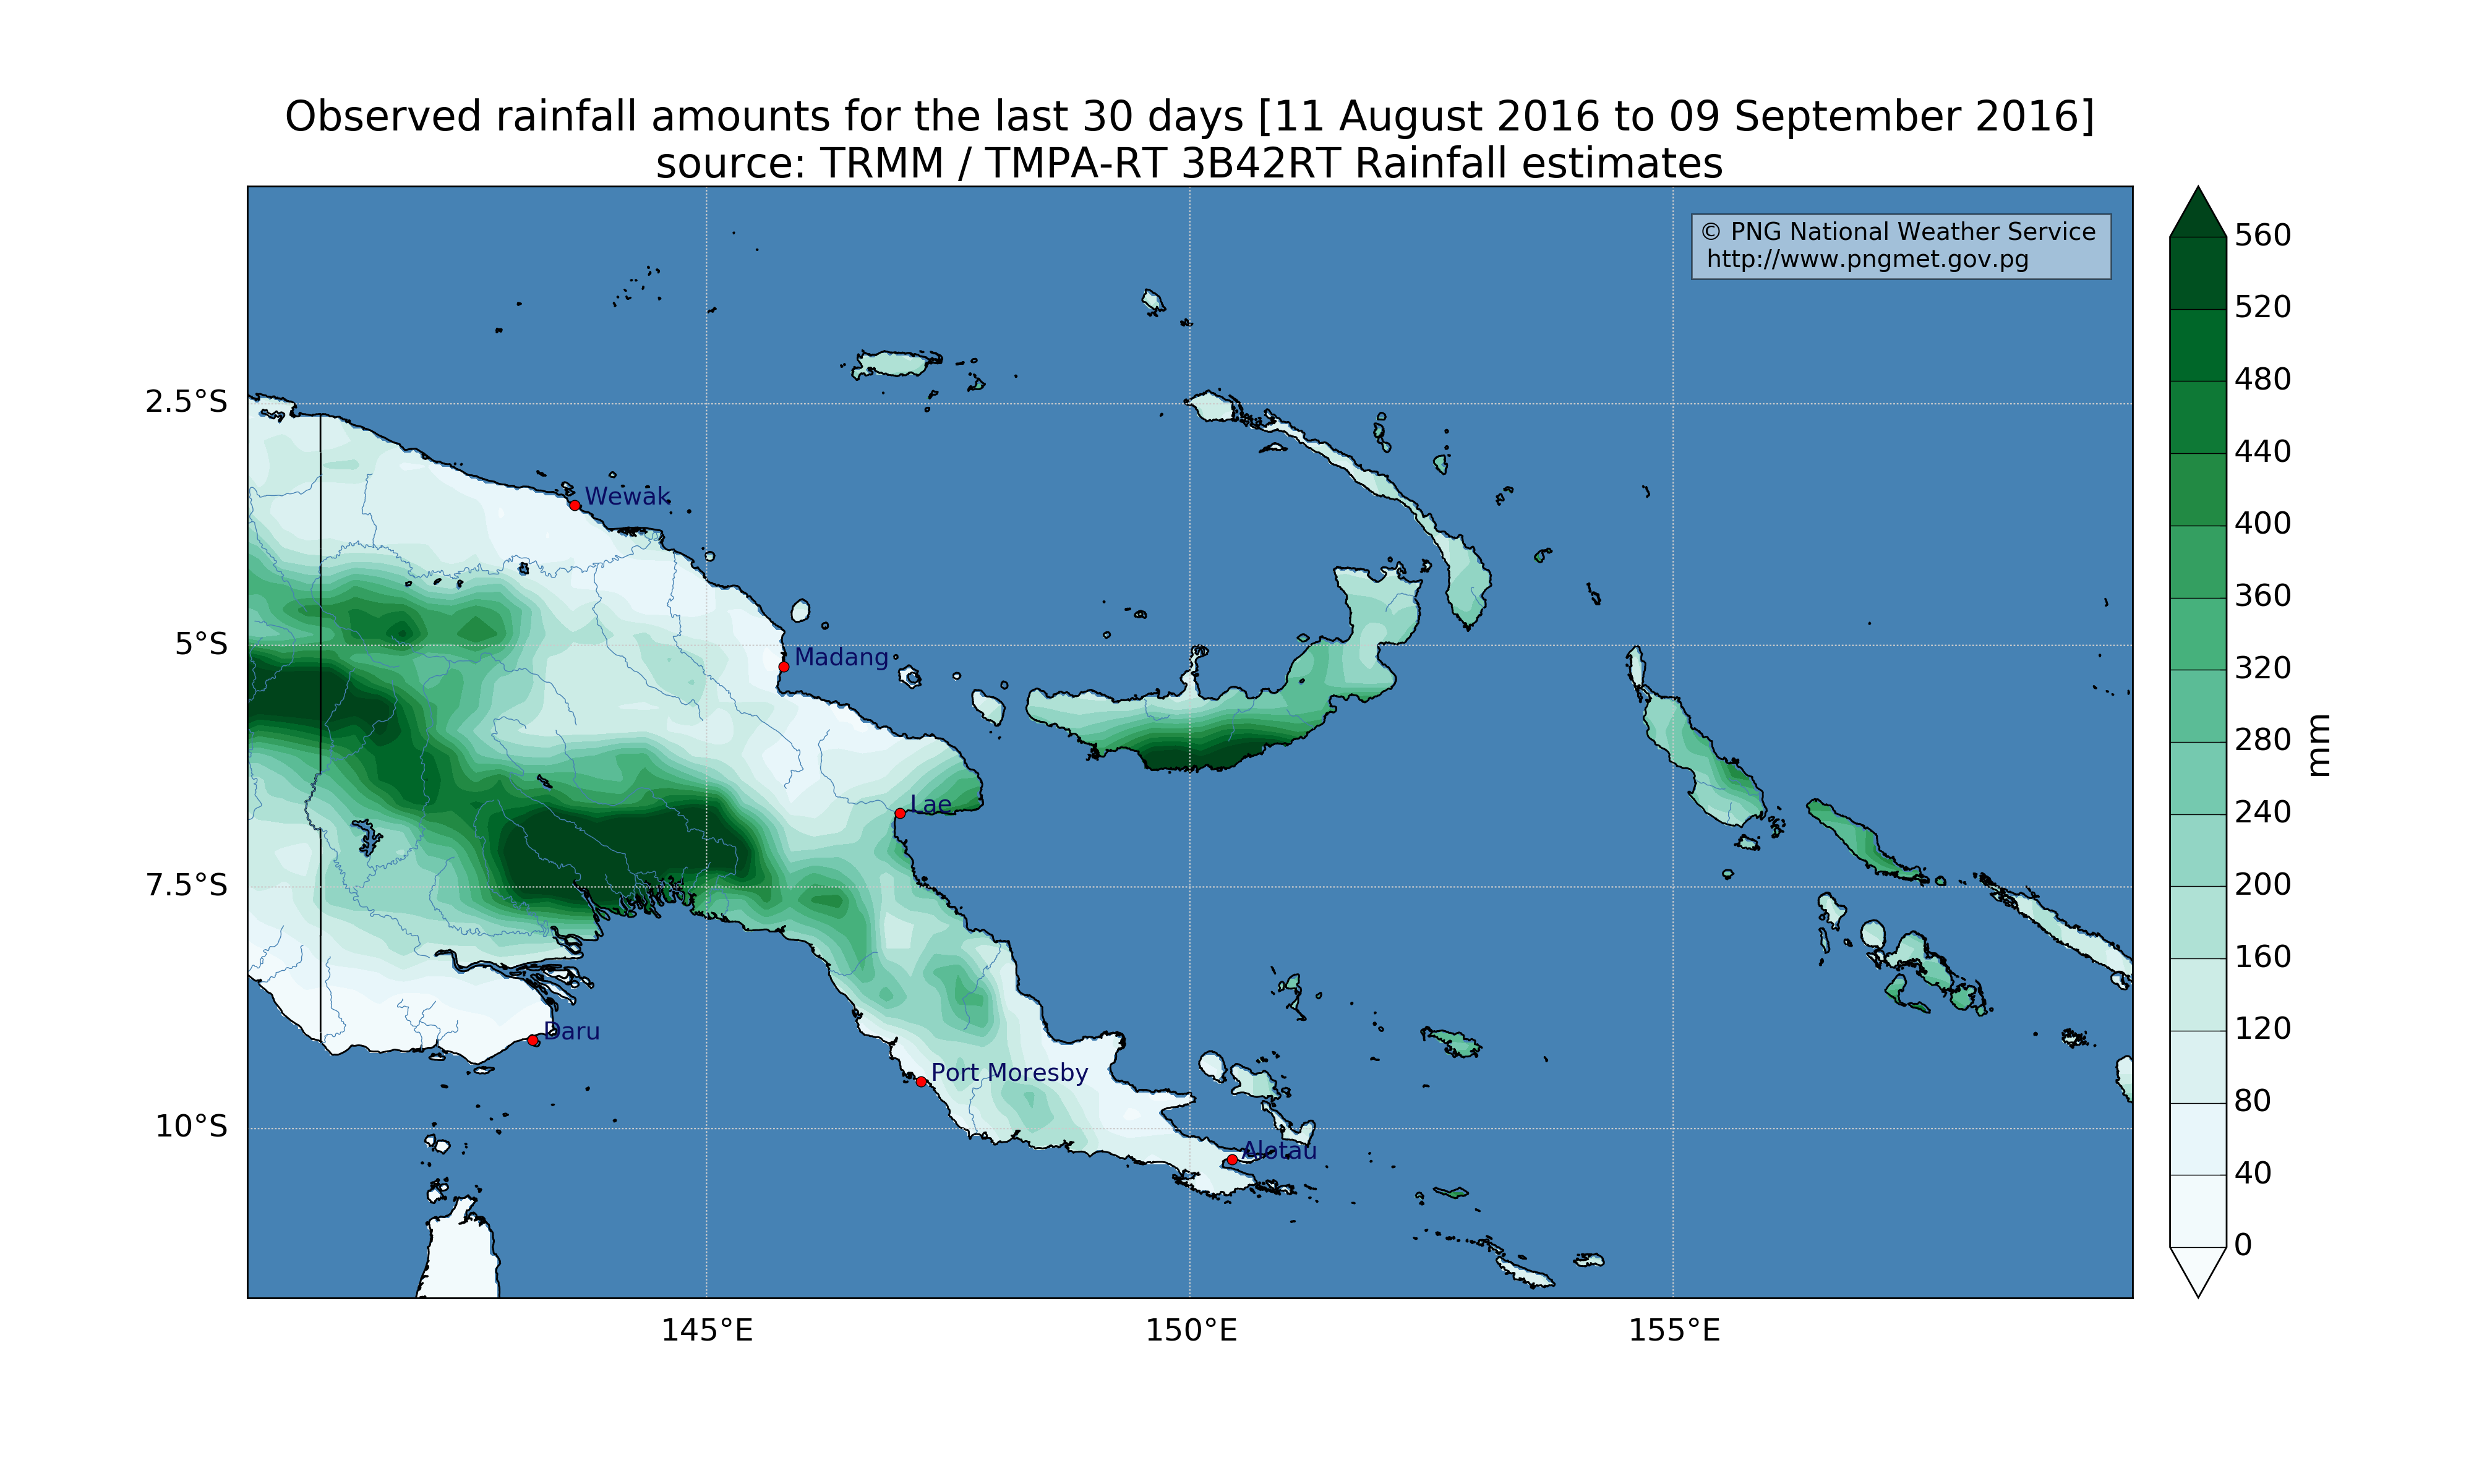 Observed rainfall amounts for the last 30 days [11 August 2016 to 09 September 2016]
source: TRMM / TMPA-RT 3B42RT Rainfall estimates
© PNG National Weather Service
http://www.pngmet.gov.pg
2.5°S
5°S
7.5°S
10°S
145°E
150°E
155°E
Wewak
Madang
Lae
Daru
Port Moresby
Alotau
560
520
480
440
400
360
320
280
240
200
160
120
80
40
0
mm